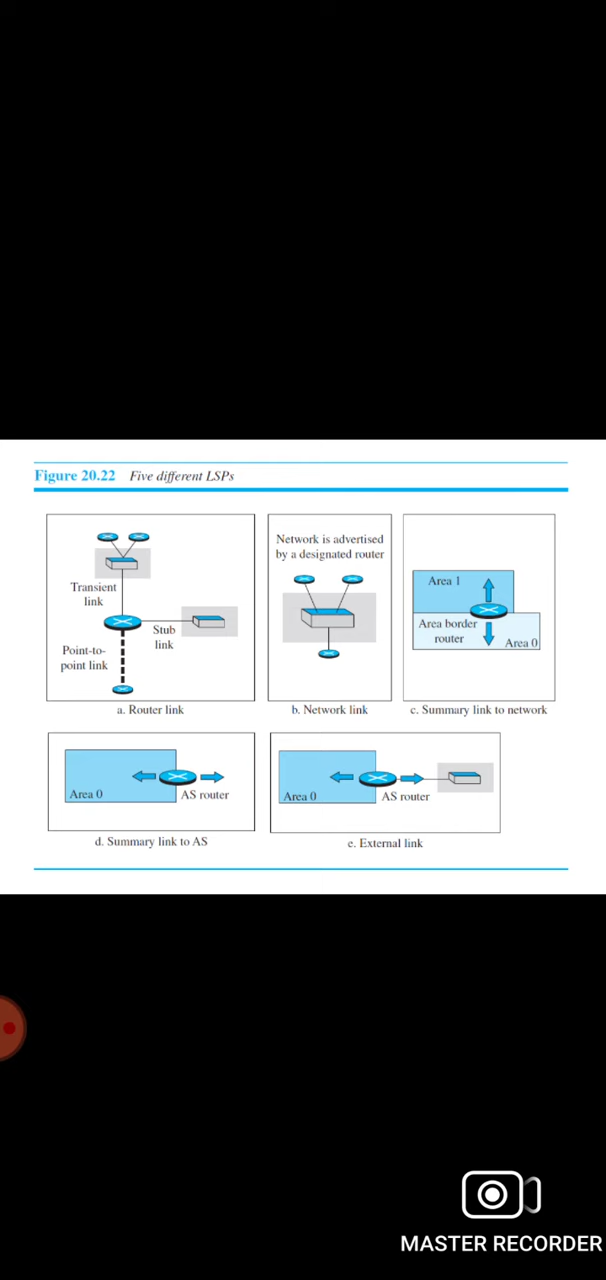 Figure 20.22 Five different LSPs
Transient
link
Stub
link
Point-to-
point link
a. Router link
Network is advertised
by a designated router
b. Network link
Area 1
Area border
router
Area 0
c. Summary link to network
Area 0
AS router
d. Summary link to AS
Area 0
AS router
e. External link
MASTER RECORDER